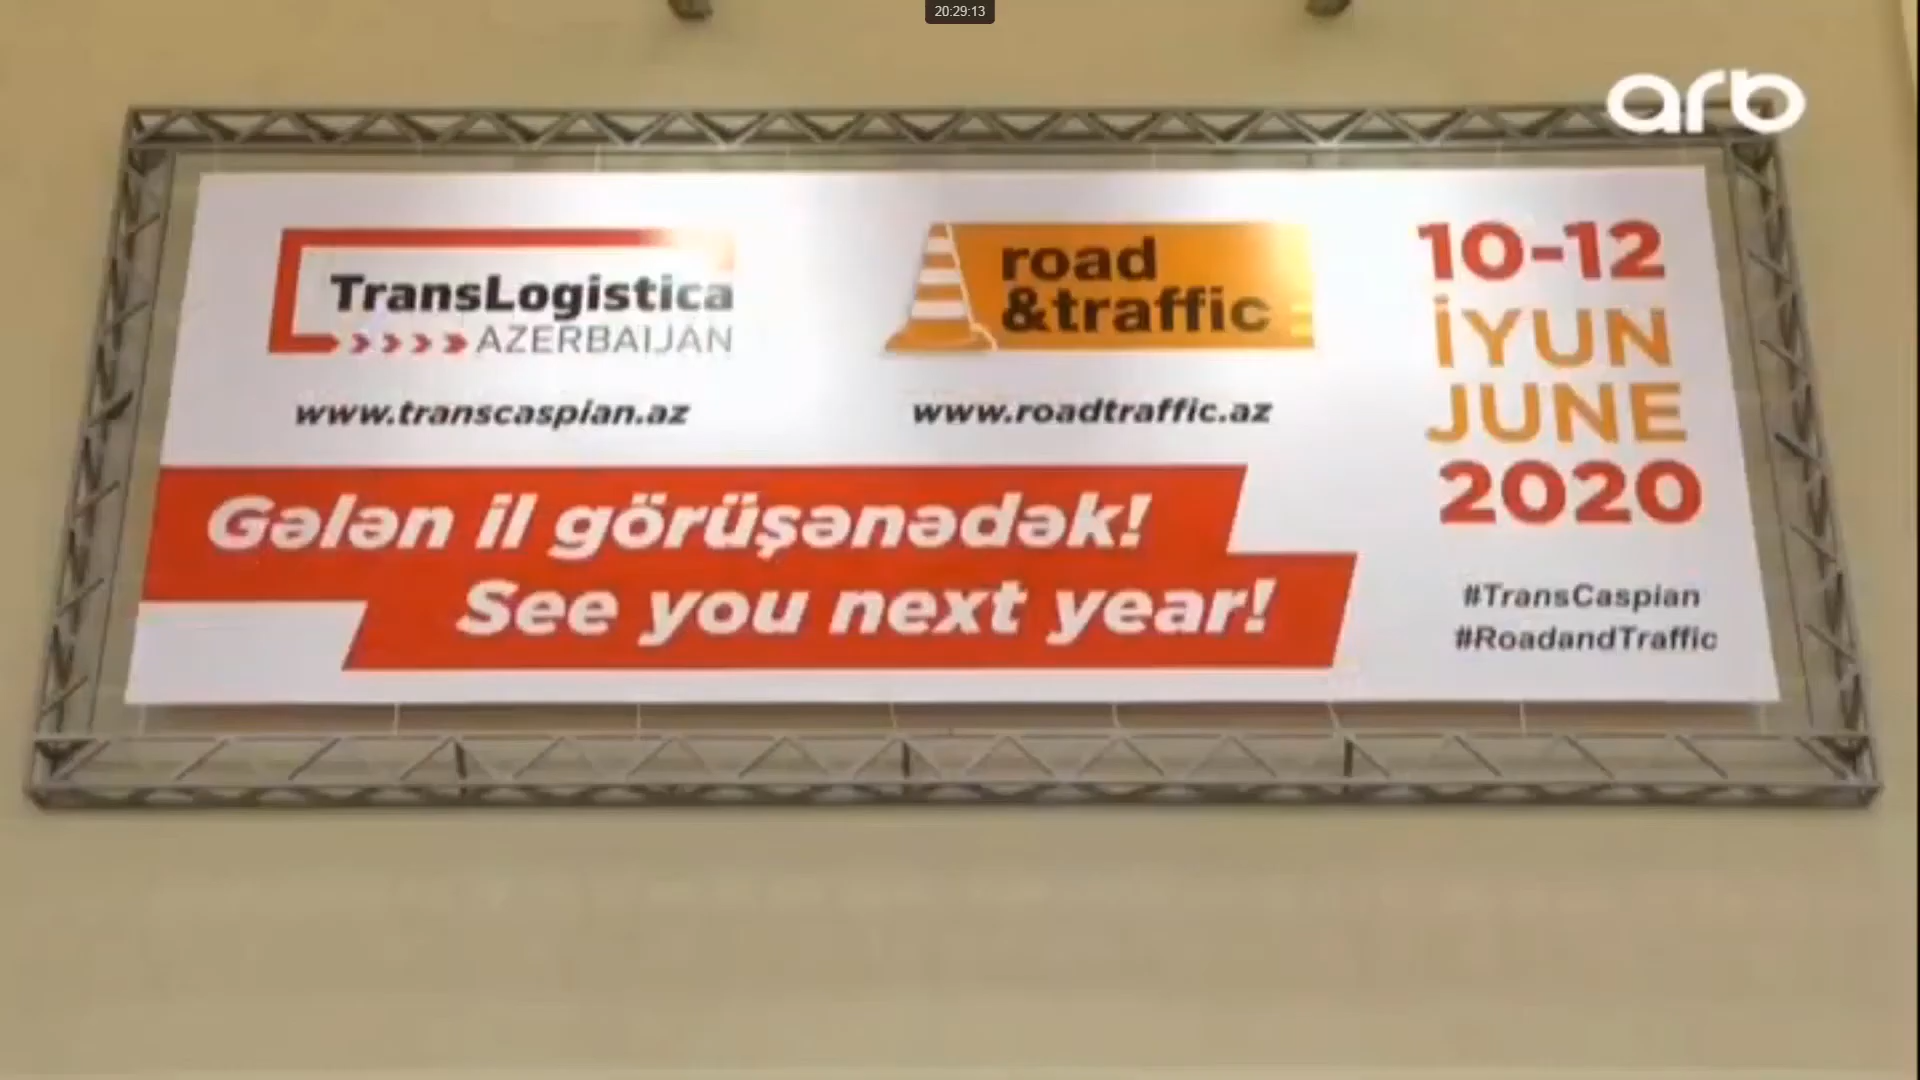 20:29:13
arb
TransLogistica
AZERBAIJAN
www.transcaspian.az
road
&traffic
www.roadtraffic.az
10-12
İYUN
JUNE
2020
Gələn il görüşənədək!
See you next year!
#TransCaspian
#RoadandTraffic